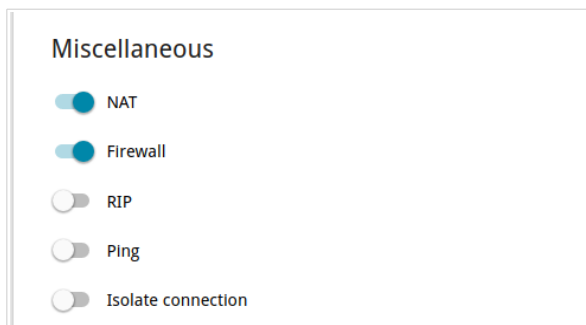 Miscellaneous
NAT
Firewall
RIP
Ping
Isolate connection